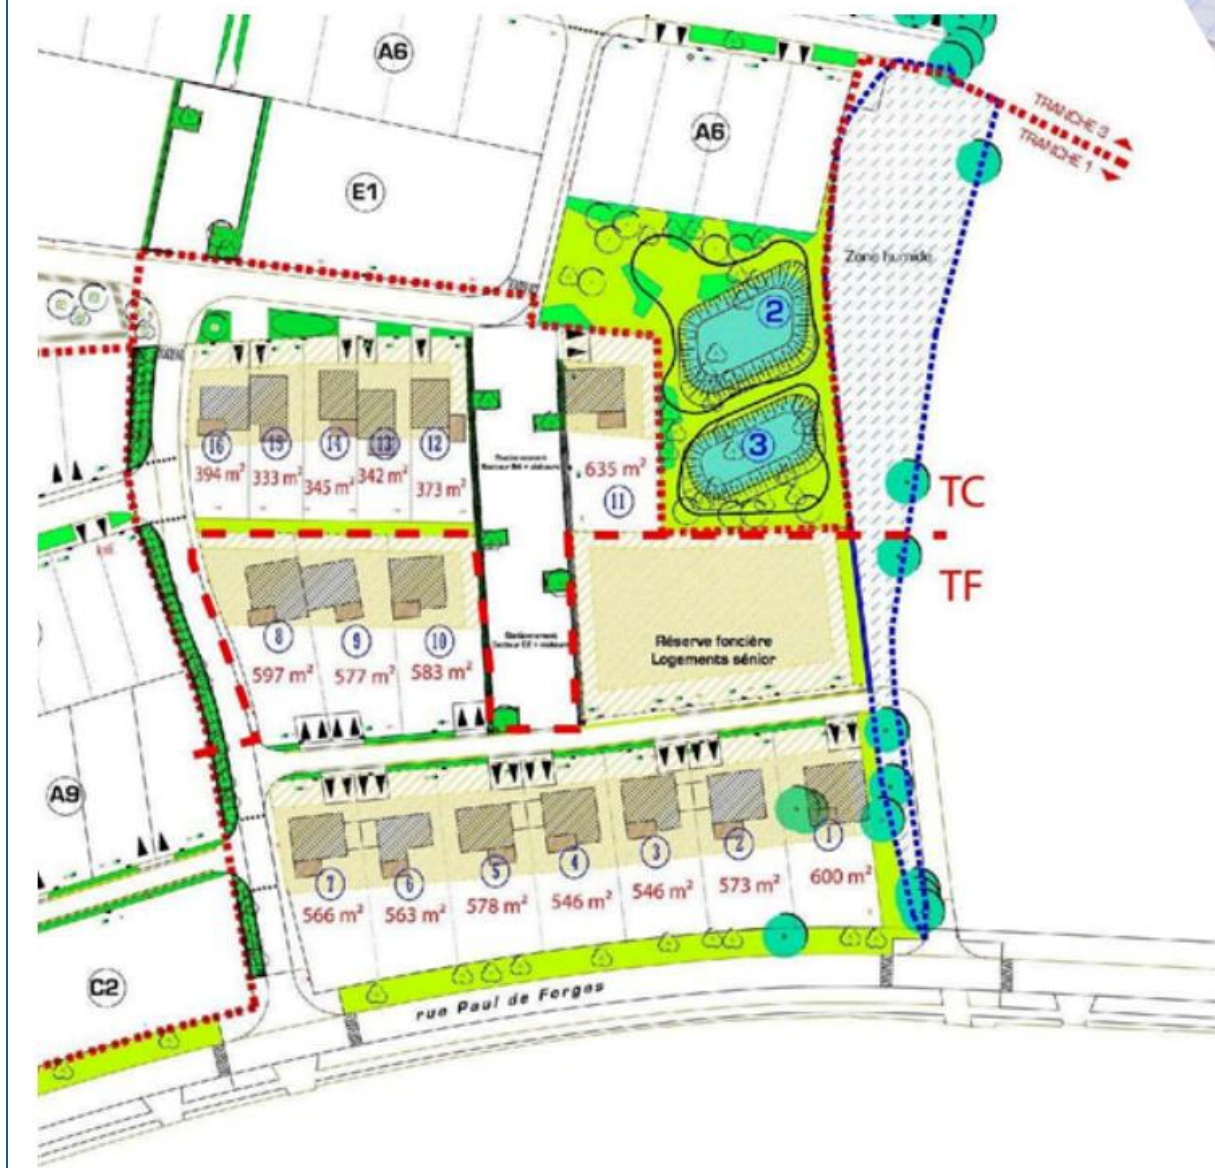 A6
A6
E1
TRANCHE 3
TRANCHE 1
Zone humide
2
3
16
15
14
13
12
394 m²
333 m²
345 m²
342 m²
373 m²
635 m²
11
TC
TF
8
9
10
597 m²
577 m²
583 m²
Réserve foncière
Logements sénior
A9
7
6
5
4
3
2
1
566 m²
563 m²
578 m²
546 m²
546 m²
573 m²
600 m²
C2
rue Paul de Forges